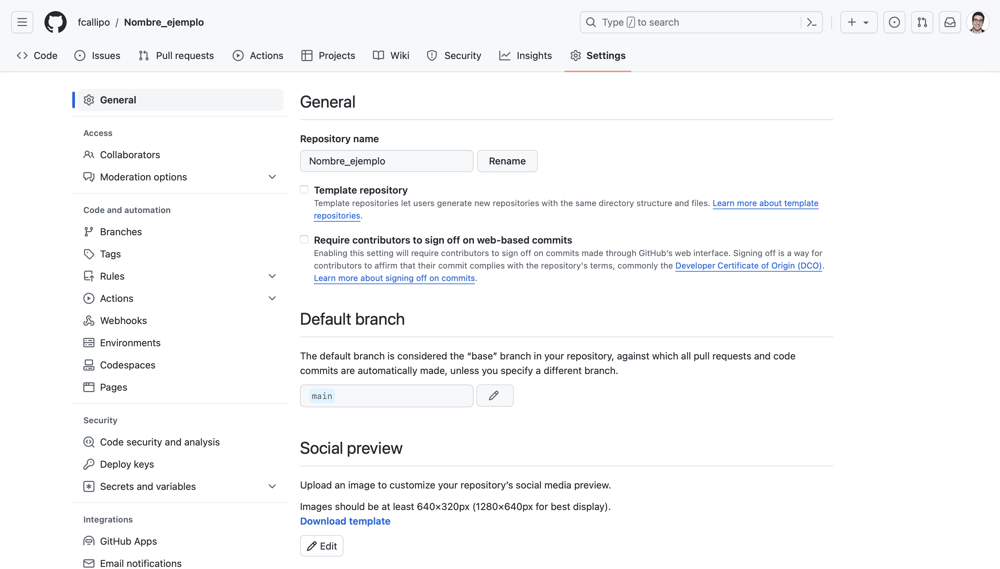 fcallipo / Nombre_ejemplo
Type / to search
Code Issues Pull requests Actions Projects Wiki Security Insights Settings
General
Access
Collaborators
Moderation options
Code and automation
Branches
Tags
Rules
Actions
Webhooks
Environments
Codespaces
Pages
Security
Code security and analysis
Deploy keys
Secrets and variables
Integrations
GitHub Apps
Email notifications
General
Repository name
Nombre_ejemplo Rename
Template repository
Template repositories let users generate new repositories with the same directory structure and files. Learn more about template
repositories.
Require contributors to sign off on web-based commits
Enabling this setting will require contributors to sign off on commits made through GitHub’s web interface. Signing off is a way for
contributors to affirm that their commit complies with the repository's terms, commonly the Developer Certificate of Origin (DCO).
Learn more about signing off on commits.
Default branch
The default branch is considered the “base” branch in your repository, against which all pull requests and code
commits are automatically made, unless you specify a different branch.
main
Social preview
Upload an image to customize your repository’s social media preview.
Images should be at least 640×320px (1280×640px for best display).
Download template
Edit